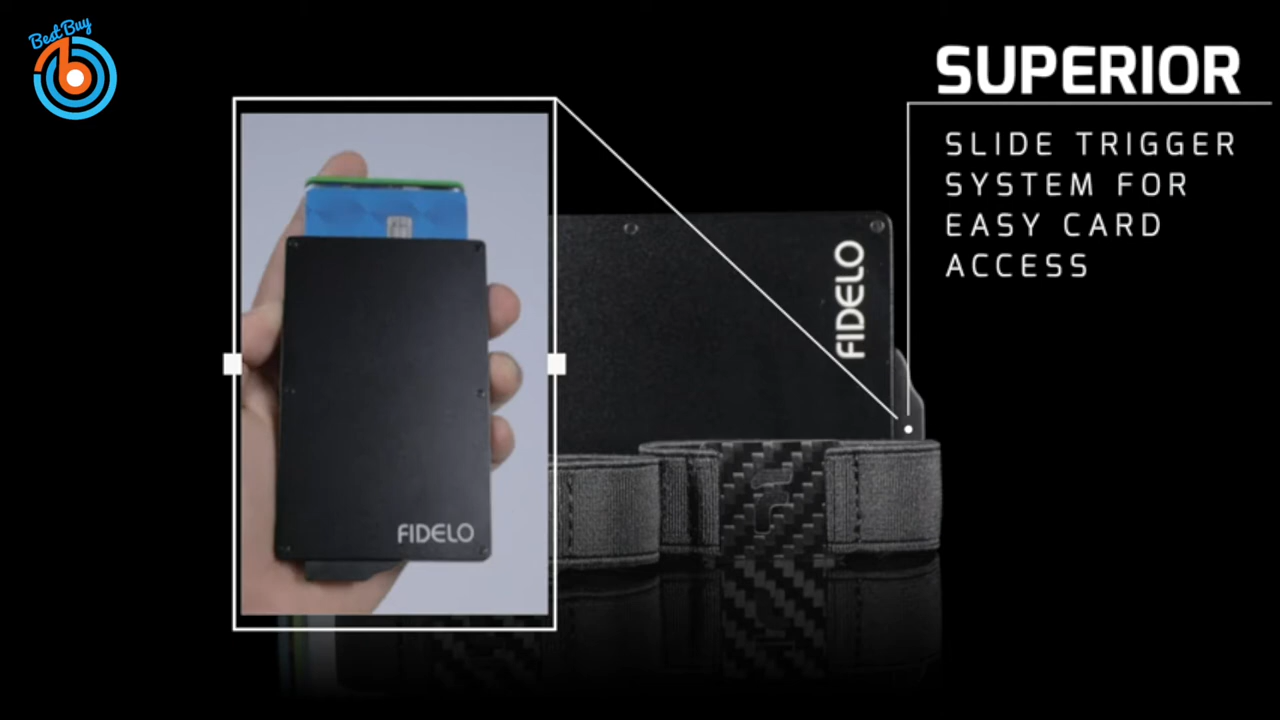 Best Buy
SUPERIOR
SLIDE TRIGGER
SYSTEM FOR
EASY CARD
ACCESS
FIDELO
FIDELO